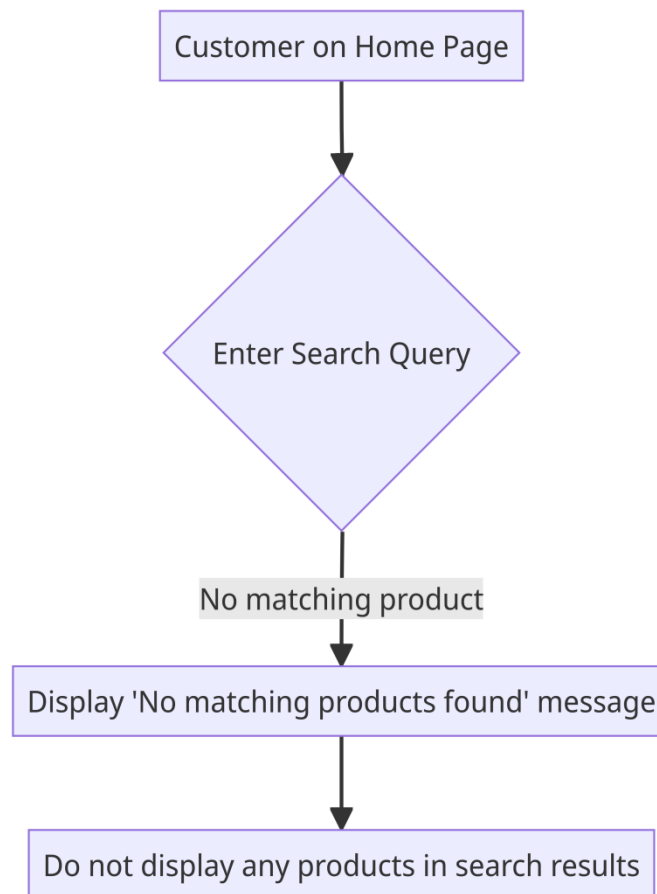 Customer on Home Page
Enter Search Query
No matching product
Display 'No matching products found' message
Do not display any products in search results